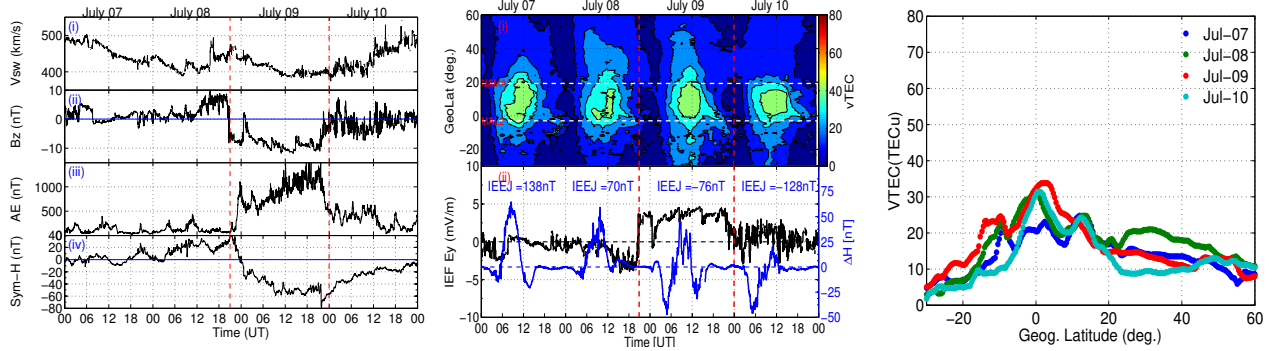 July 07 July 08 July 09 July 10
(i)
Vsw (km/s)
500
400
(ii)
Bz (nT)
10
0
-10
(iii)
AE (nT)
1000
500
40
(iv)
Sym-H (nT)
40
20
0
-20
-40
-60
-80
00 06 12 18 00 06 12 18 00 06 12 18 00 06 12 18 00
Time (UT)
July 07 July 08 July 09 July 10
(i)
GeoLat (deg.)
60
40
20
0
-20
vTEC
80
60
40
20
0
(ii)
IEEJ =138nT IEEJ =70nT IEEJ=-76nT IEEJ=-128nT
IEF Ey (mV/m)
10
5
0
-5
-10
ΔH [nT]
75
50
25
0
-25
-50
00 06 12 18 00 06 12 18 00 06 12 18 00 06 12 18 00
Time [UT]
VTEC(TECu)
80
70
60
50
40
30
20
10
0
Jul-07
Jul-08
Jul-09
Jul-10
-20 0 20 40 60
Geog. Latitude (deg.)